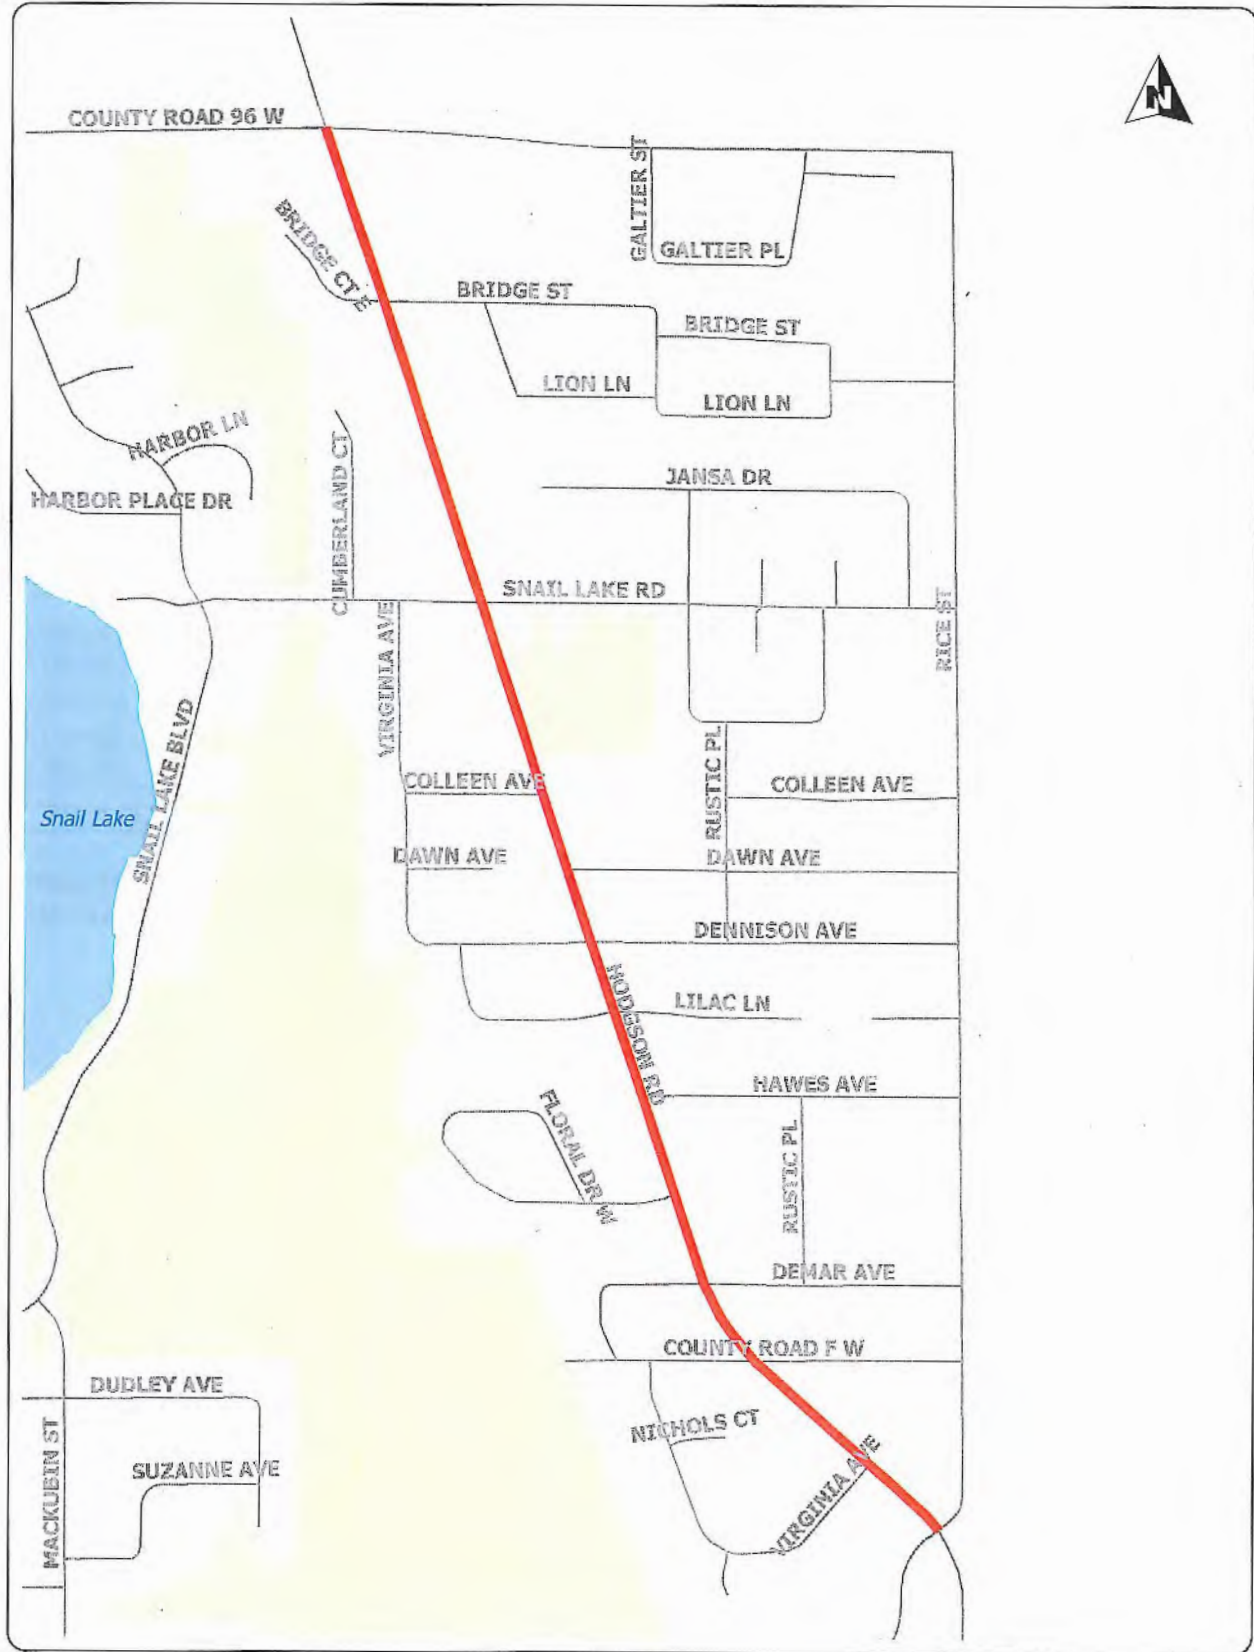 N
COUNTY ROAD 96 W
GALTIER ST
BRIDGE CT E
GALTIER PL
BRIDGE ST
BRIDGE ST
LION LN
LION LN
HARBOR LN
HARBOR PLACE DR
CUMBERLAND CT
JANSA DR
SNAIL LAKE RD
RICE ST
VIRGINIA AVE
SNAIL LAKE BLVD
COLLEEN AVE
COLLEEN AVE
RUSTIC PL
Snail Lake
DAWN AVE
DAWN AVE
DENNISON AVE
HODGSON RD
LILAC LN
HAWES AVE
FLORAL DR W
RUSTIC PL
DEMAR AVE
COUNTY ROAD F W
DUDLEY AVE
NICHOLS CT
MACKUBIN ST
SUZANNE AVE
VIRGINIA AVE